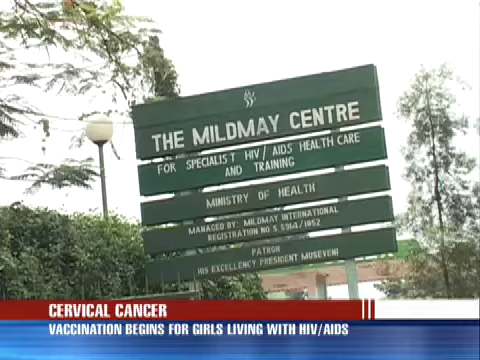 THE MILDMAY CENTRE
FOR SPECIALIST HIV/AIDS HEALTH CARE
AND TRAINING
MINISTRY OF HEALTH
MANAGED BY: MILDMAY INTERNATIONAL
REGISTRATION NO S 5914/1952
PATRON
HIS EXCELLENCY PRESIDENT MUSEVENI
CERVICAL CANCER
VACCINATION BEGINS FOR GIRLS LIVING WITH HIV/AIDS